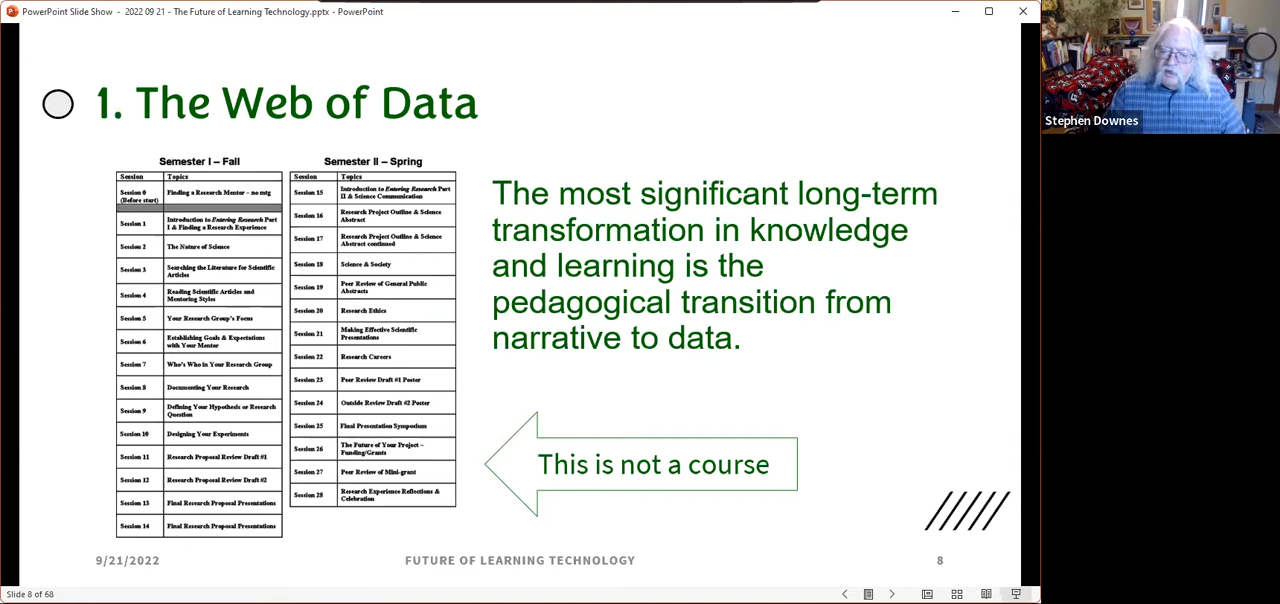 PowerPoint Slide Show - 2022 09 21 - The Future of Learning Technology.pptx - PowerPoint
Stephen Downes
1. The Web of Data
Semester I – Fall
Session Topics
Session 0 Finding a Research Mentor – no mtg
(Before start)
Session 1 Introduction to Entering Research Part
I & Finding a Research Experience
Session 2 The Nature of Science
Session 3 Searching the Literature for Scientific
Articles
Session 4 Reading Scientific Articles and
Mentoring Styles
Session 5 Your Research Group's Focus
Session 6 Establishing Goals & Expectations
with Your Mentor
Session 7 Who's Who in Your Research Group
Session 8 Documenting Your Research
Session 9 Defining Your Hypothesis or Research
Question
Session 10 Designing Your Experiments
Session 11 Research Proposal Review Draft #1
Session 12 Research Proposal Review Draft #2
Session 13 Final Research Proposal Presentations
Session 14 Final Research Proposal Presentations
Semester II – Spring
Session Topics
Session 15 Introduction to Entering Research Part
II & Science Communication
Session 16 Research Project Outline & Science
Abstract
Session 17 Research Project Outline & Science
Abstract continued
Session 18 Science & Society
Session 19 Peer Review of General Public
Abstracts
Session 20 Research Ethics
Session 21 Making Effective Scientific
Presentations
Session 22 Research Careers
Session 23 Peer Review Draft #1 Poster
Session 24 Outside Review Draft #2 Poster
Session 25 Final Presentation Symposium
Session 26 The Future of Your Project –
Funding/Grants
Session 27 Peer Review of Mini-grant
Session 28 Research Experience Reflections &
Celebration
The most significant long-term
transformation in knowledge
and learning is the
pedagogical transition from
narrative to data.
This is not a course
9/21/2022
FUTURE OF LEARNING TECHNOLOGY
8
Slide 8 of 68